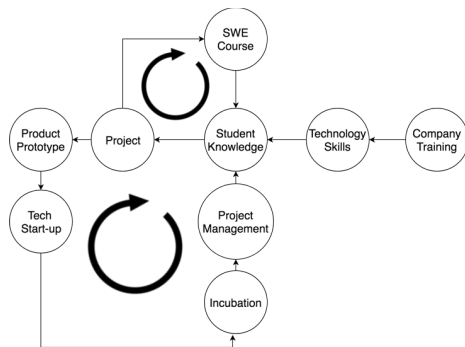 SWE
Course
Product
Prototype
Project
Student
Knowledge
Technology
Skills
Company
Training
Tech
Start-up
Project
Management
Incubation